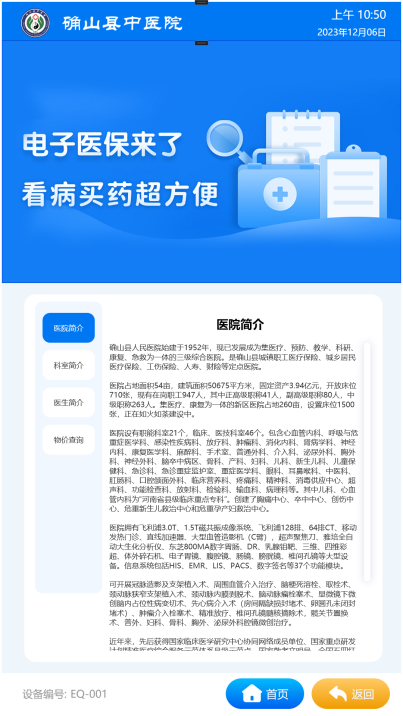 确山县中医院
上午 10:50
2023年12月06日
电子医保来了
看病买药超方便
医院简介
科室简介
医生简介
物价查询
医院简介
确山县人民医院始建于1952年，现已发展成为集医疗、预防、教学、科研、
康复、急救为一体的三级综合医院。是确山县城镇职工医疗保险、城乡居民
医疗保险、工伤保险、人寿、财险等定点医院。
医院占地面积54亩，建筑面积50675平方米，固定资产3.94亿元，开放床位
710张，现有在岗职工947人，其中正高级职称41人，副高级职称80人，中
级职称263人。集医疗、康复为一体的新区医院占地260亩，设置床位1500
张，正在如火如荼建设中。
医院设有职能科室21个，临床、医技科室46个。包含心血管内科、呼吸与危
重症医学科、感染性疾病科、放疗科、肿瘤科、消化内科、肾病学科、神经
内科、康复医学科、麻醉科、手术室、普通外科、介入科、泌尿外科、胸外
科、神经外科、脑卒中病区、骨科、产科、妇科、儿科、新生儿科、儿童保
健科、急诊科、急诊重症监护室、重症医学科、眼科、耳鼻喉科、中医科、
肛肠科、口腔颌面外科、临床营养科、疼痛科、精神科、消毒供应中心、超
声科、功能检查科、放射科、检验科、输血科、病理科等。其中儿科、心血
管内科为“河南省县级临床重点专科”。创建了胸痛中心、卒中中心、创伤中
心、危重新生儿救治中心和危重孕产妇救治中心。
医院拥有飞利浦3.0T、1.5T磁共振成像系统、飞利浦128排、64排CT、移动
发热门诊、直线加速器、大型血管造影机（C臂）、超声聚焦刀、雅培全自
动大生化分析仪、东芝800MA数字胃肠、DR、乳腺钼靶、三维、四维彩
超、体外碎石机、电子胃镜、腹腔镜、肠镜、膀胱镜、椎间孔镜等大型设
备。信息系统包括HIS、EMR、LIS、PACS、数字签名等37个功能模块。
可开展冠脉造影及支架植入术、周围血管介入治疗、脑梗死溶栓、取栓术、
颈动脉狭窄支架植入术、颈动脉内膜剥脱术、脑动脉瘤栓塞术、显微镜下微
创脑内占位性病变切术、先心病介入术（房间隔缺损封堵术、卵圆孔未闭封
堵术）、肿瘤介入栓塞术、精准放疗、椎间孔镜髓核摘除术，髋关节置换
术、普外、妇科、骨科、胸外、泌尿外科腔镜微创治疗。
近年来，先后获得国家临床医学研究中心协同网络成员单位、国家重点研发
设备编号: EQ-001
首页
返回